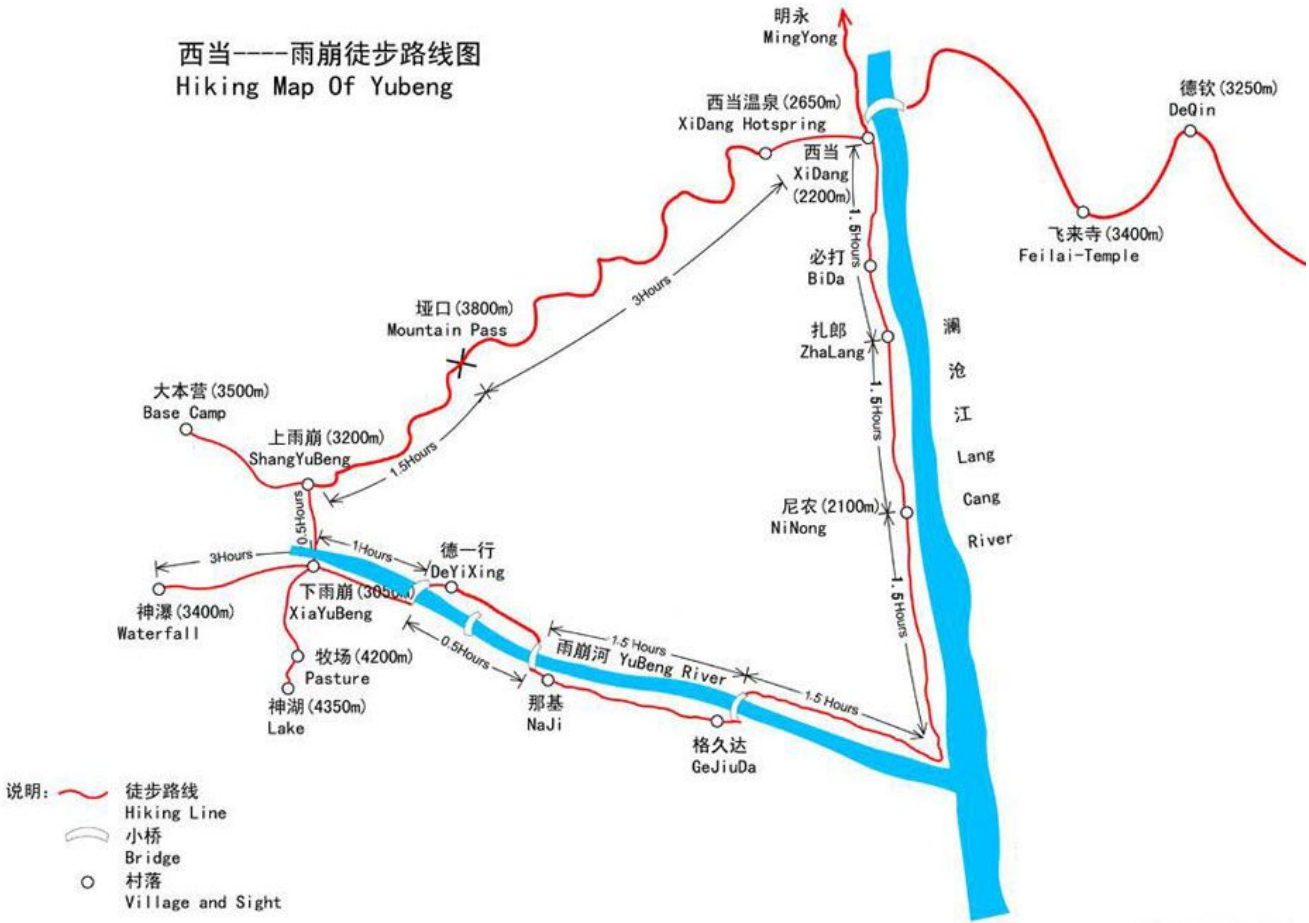 西当----雨崩徒步路线图
Hiking Map Of Yubeng
明永
MingYong
西当温泉(2650m)
XiDang Hotspring
西当
XiDang
(2200m)
德钦(3250m)
DeQin
飞来寺(3400m)
Feilai-Temple
1.5Hours
必打
BiDa
3Hours
垭口(3800m)
Mountain Pass
扎郎
ZhaLang
澜
沧
江
Lang
Cang
River
大本营(3500m)
Base Camp
上雨崩(3200m)
ShangYuBeng
1.5Hours
1.5Hours
尼农(2100m)
NiNong
0.5Hours
3Hours
1Hours
德一行
DeYiXing
神瀑(3400m)
Waterfall
下雨崩(3050m)
XiaYuBeng
1.5Hours
牧场(4200m)
Pasture
神湖(4350m)
Lake
0.5Hours
1.5 Hours
雨崩河 YuBeng River
1.5 Hours
那基
NaJi
格久达
GeJiuDa
说明:
徒步路线
Hiking Line
小桥
Bridge
村落
Village and Sight